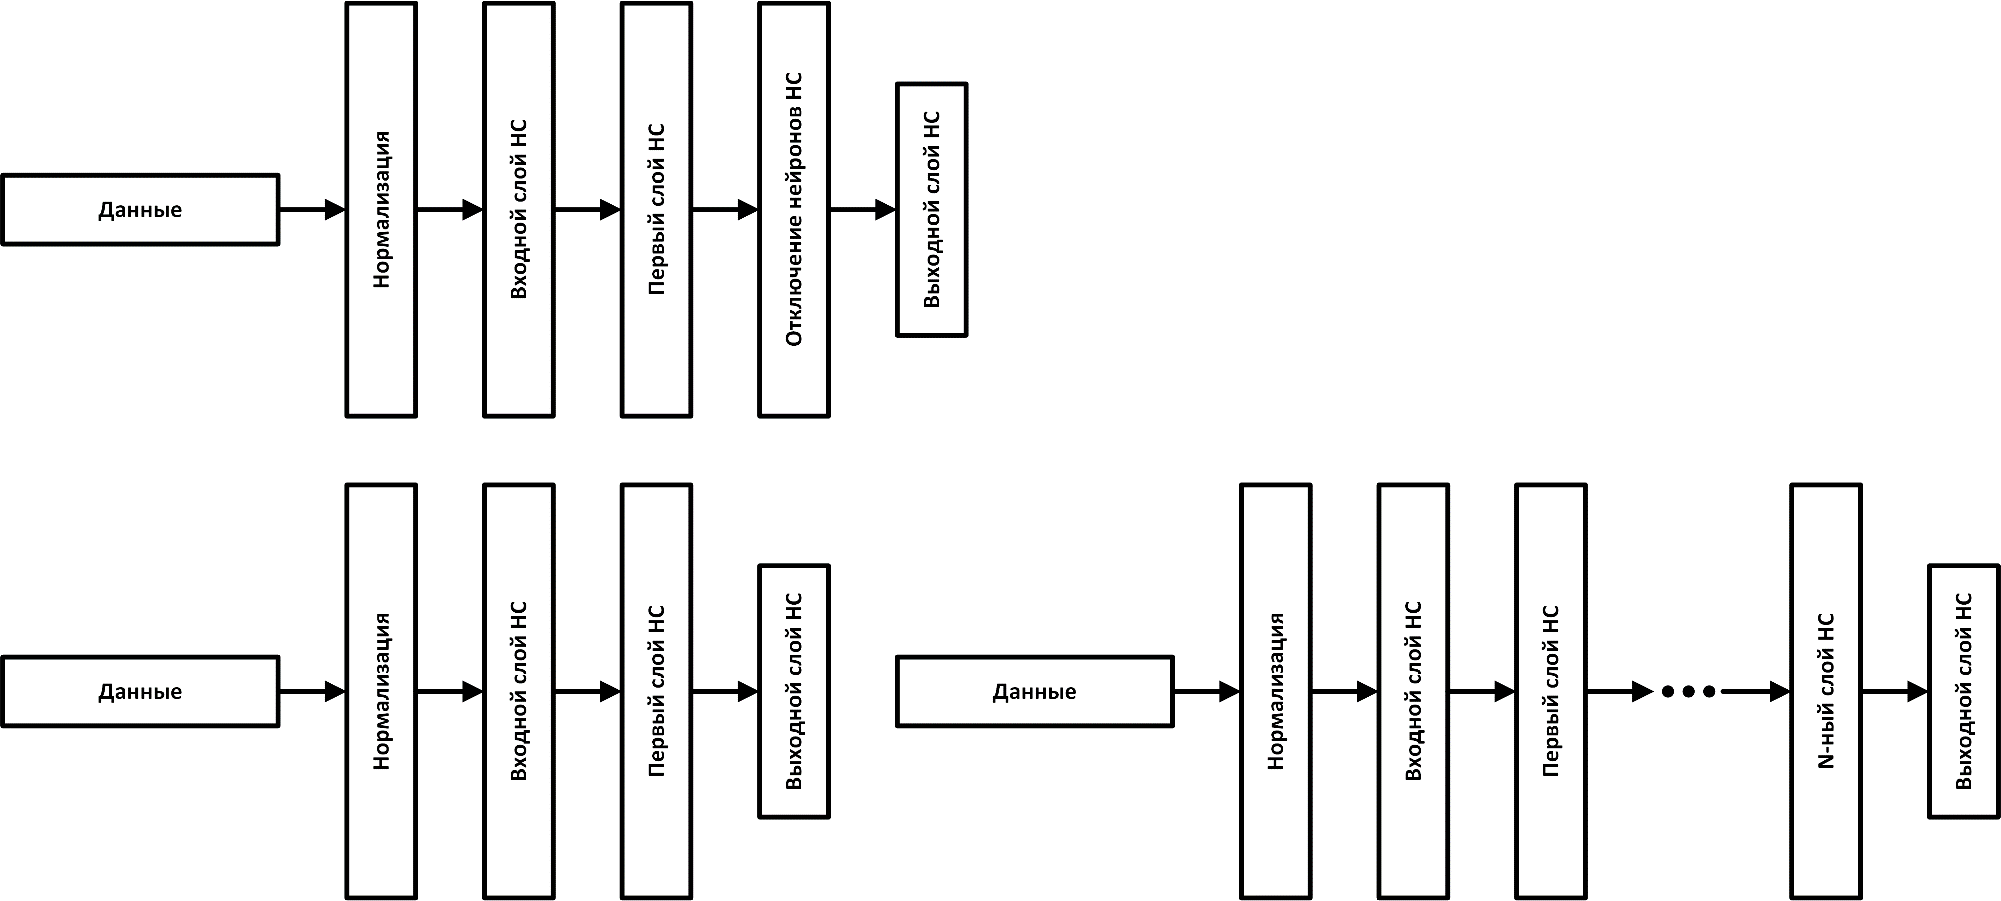 Данные
Нормализация
Входной слой НС
Первый слой НС
Отключение нейронов НС
Выходной слой НС
Данные
Нормализация
Входной слой НС
Первый слой НС
Выходной слой НС
Данные
Нормализация
Входной слой НС
Первый слой НС
N-ный слой НС
Выходной слой НС